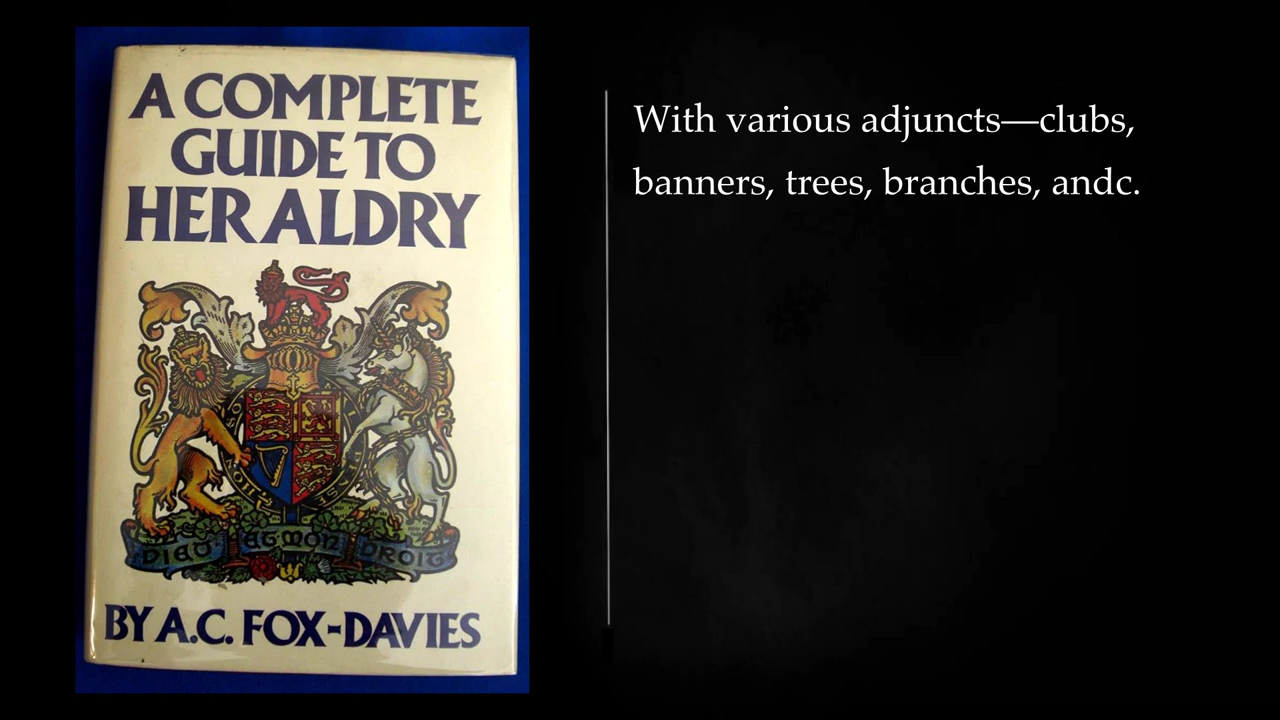 A COMPLETE
GUIDE TO
HERALDRY
DIEU ET MON DROIT
BY A.C. FOX-DAVIES
With various adjuncts—clubs,
banners, trees, branches, andc.